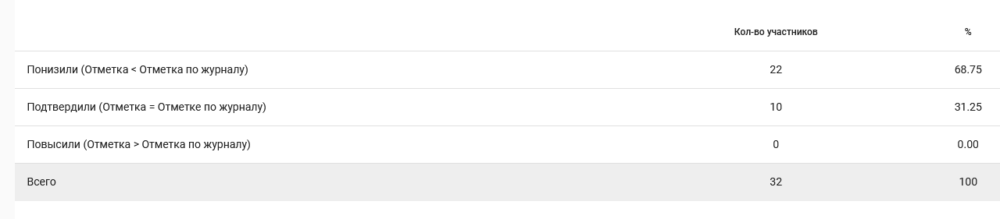 Кол-во участников %
Понизили (Отметка < Отметка по журналу) 22 68.75
Подтвердили (Отметка = Отметке по журналу) 10 31.25
Повысили (Отметка > Отметка по журналу) 0 0.00
Всего 32 100